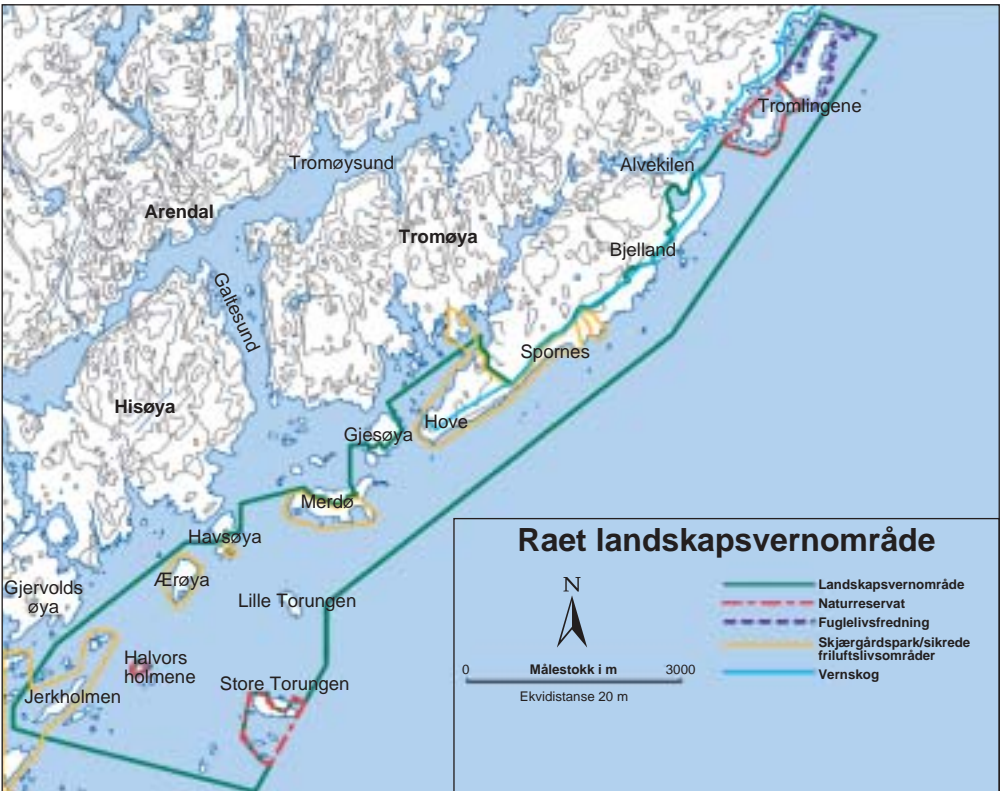 Tromlingene
Alvekilen
Tromøysund
Arendal
Tromøya
Bjelland
Galtesund
Spornes
Hisøya
Hove
Gjesøya
Merdø
Havsøya
Ærøya
Gjervolds
øya
Lille Torungen
Halvors
holmene
Store Torungen
Jerkholmen
Raet landskapsvernområde
N
0 Målestokk i m 3000
Ekvidistanse 20 m
Landskapsvernområde
Naturreservat
Fuglelivsfredning
Skjærgårdspark/sikrede
friluftslivsområder
Vernskog